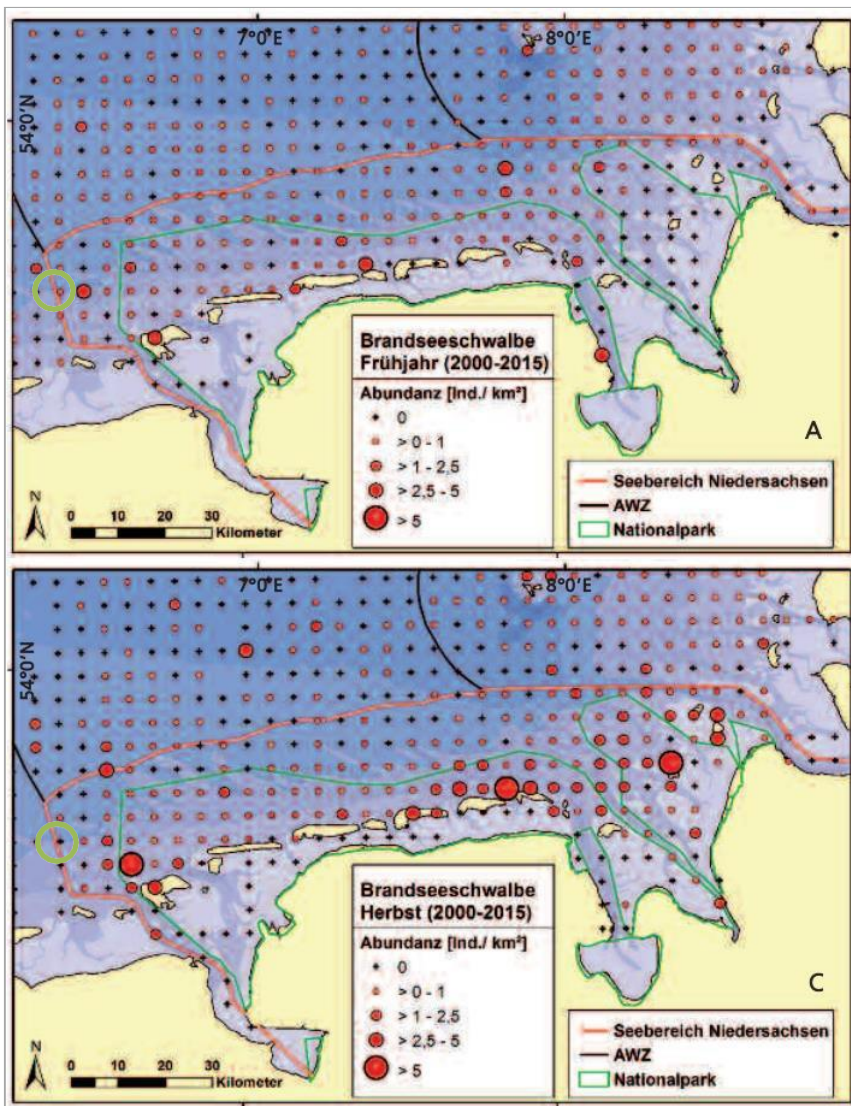 7°0'E
8°0'E
54°0'N
Brandseeschwalbe
Frühjahr (2000-2015)
Abundanz [Ind./ km²]
0
> 0 - 1
> 1 - 2,5
> 2,5 - 5
> 5
A
Seebereich Niedersachsen
AWZ
Nationalpark
N
0 10 20 30
Kilometer
7°0'E
8°0'E
54°0'N
Brandseeschwalbe
Herbst (2000-2015)
Abundanz [Ind./ km²]
0
> 0 - 1
> 1 - 2,5
> 2,5 - 5
> 5
C
Seebereich Niedersachsen
AWZ
Nationalpark
N
0 10 20 30
Kilometer